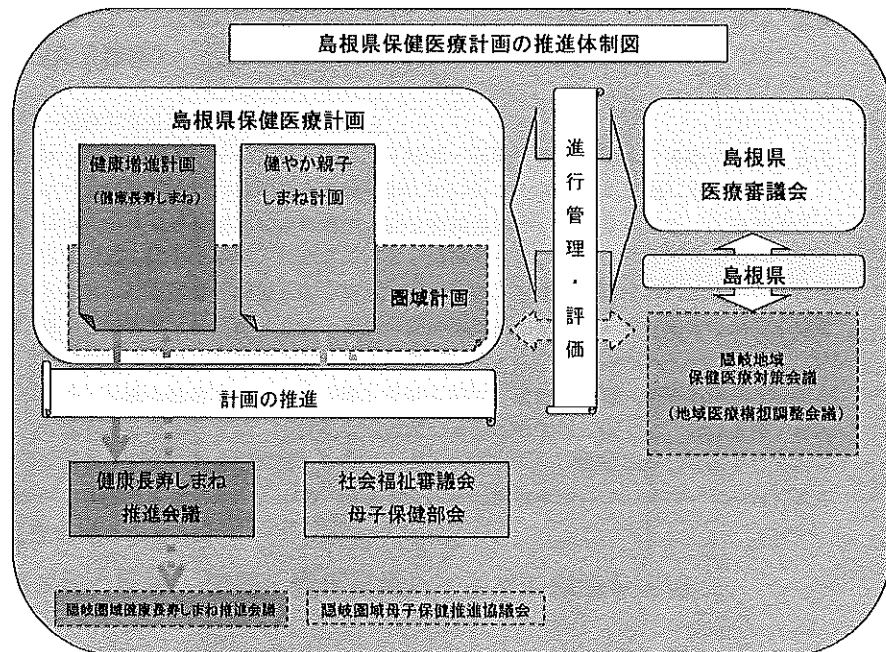 島根県保健医療計画の推進体制図
島根県保健医療計画
健康増進計画
(健康長寿しまね)
健やか親子
しまね計画
圏域計画
計画の推進
健康長寿しまね
推進会議
社会福祉審議会
母子保健部会
隠岐圏域健康長寿しまね推進会議
隠岐圏域母子保健推進協議会
進行管理・評価
島根県
医療審議会
島根県
隠岐地域
保健医療対策会議
(地域医療構想調整会議)